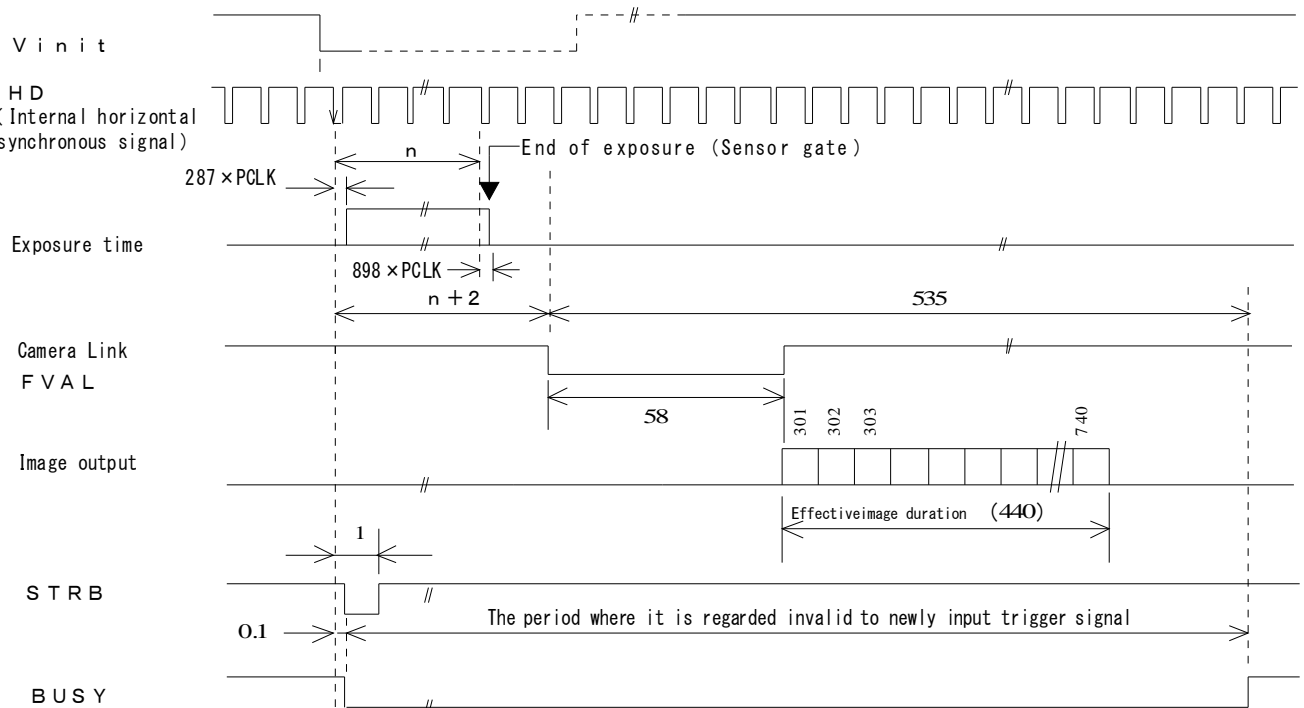 Vinit
HD
(Internal horizontal
synchronous signal)
n
End of exposure (Sensor gate)
287×PCLK
Exposure time
898×PCLK
n+2
535
Camera Link
FVAL
58
301
302
303
740
Image output
Effectiveimage duration (440)
1
STRB
The period where it is regarded invalid to newly input trigger signal
0.1
BUSY